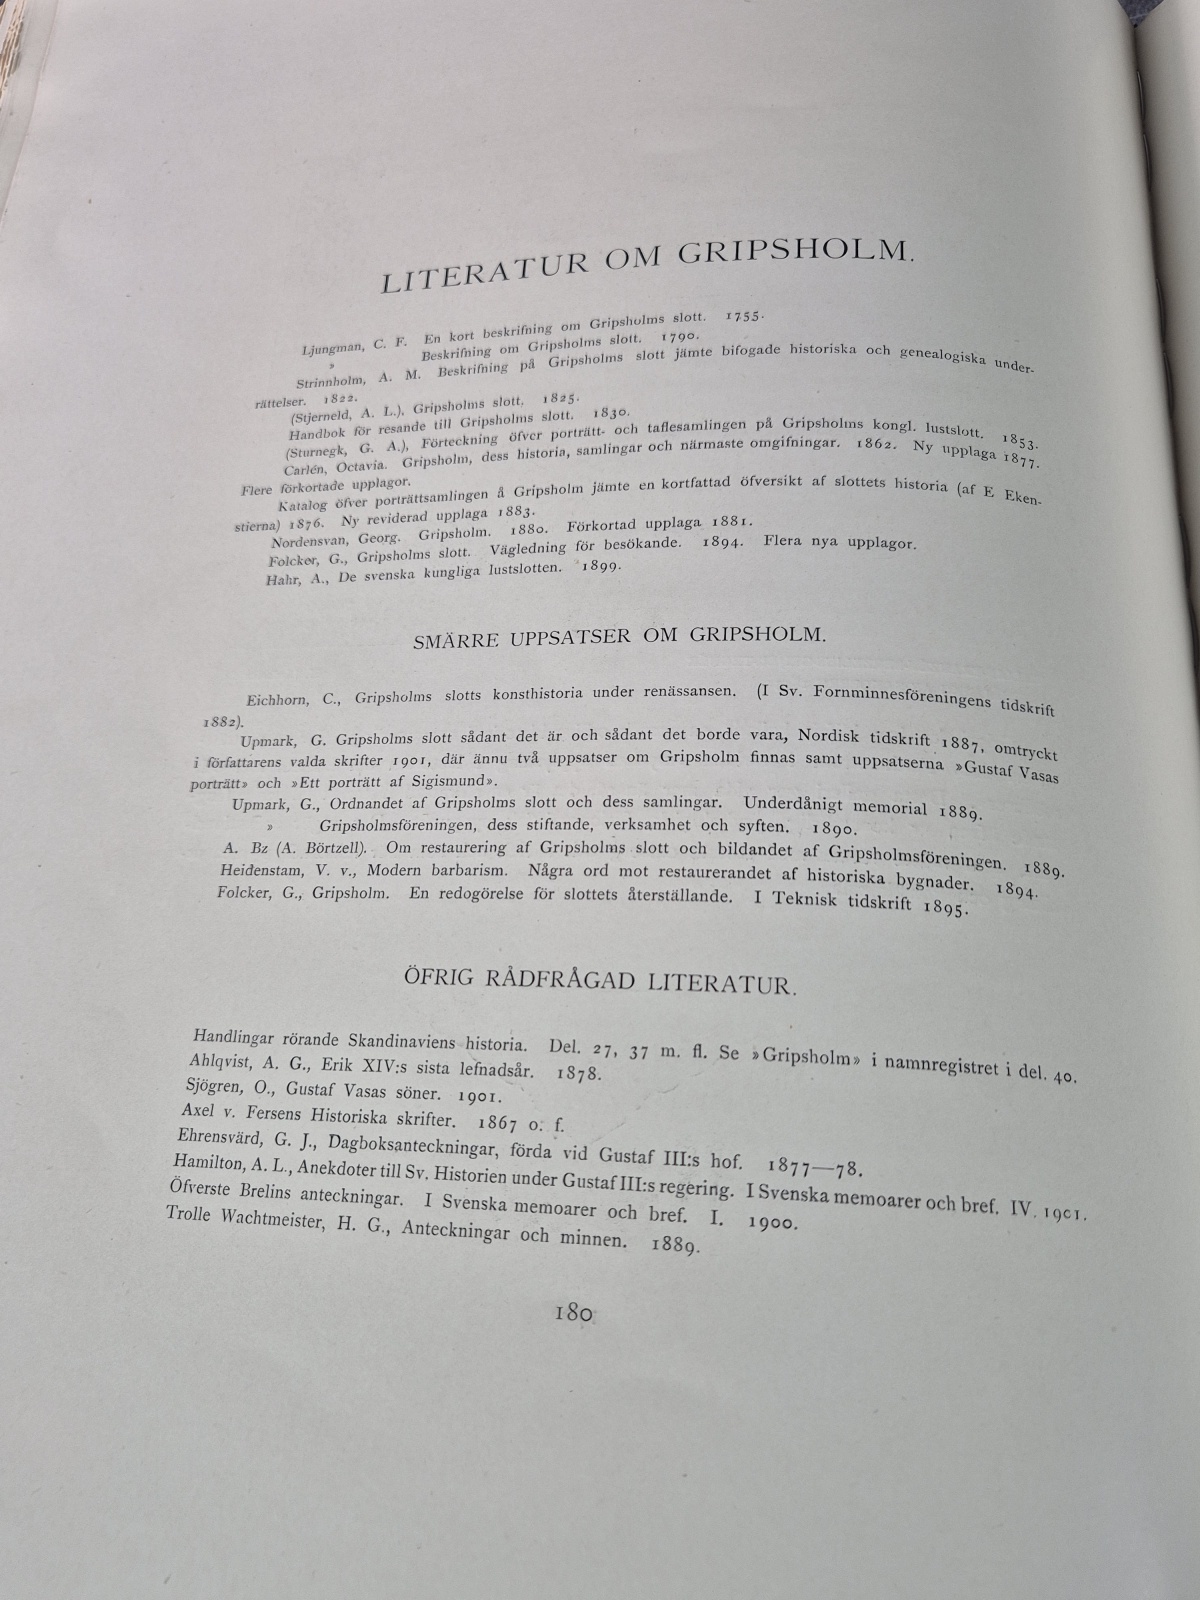 LITERATUR OM GRIPSHOLM.
Ljungman, C. F. En kort beskrifning om Gripsholms slott. 1755.
» Beskrifning om Gripsholms slott. 1790.
Strinnholm, A. M. Beskrifning på Gripsholms slott jämte bifogade historiska och genealogiska under-
rättelser. 1822.
(Stjerneld, A. L.), Gripsholms slott. 1825.
Handbok för resande till Gripsholms slott. 1830.
(Sturnegk, G. A.), Förteckning öfver porträtt- och taflesamlingen på Gripsholms kongl. lustslott. 1853.
Carlén, Octavia. Gripsholm, dess historia, samlingar och närmaste omgifningar. 1862. Ny upplaga 1877.
Flere förkortade upplagor.
Katalog öfver porträttsamlingen å Gripsholm jämte en kortfattad öfversikt af slottets historia (af E Eken-
stierna) 1876. Ny reviderad upplaga 1883.
Nordensvan, Georg. Gripsholm. 1880. Förkortad upplaga 1881.
Folcker, G., Gripsholms slott. Vägledning för besökande. 1894. Flera nya upplagor.
Hahr, A., De svenska kungliga lustslotten. 1899.
SMÄRRE UPPSATSER OM GRIPSHOLM.
Eichhorn, C., Gripsholms slotts konsthistoria under renässansen. (I Sv. Fornminnesföreningens tidskrift
1882).
Upmark, G. Gripsholms slott sådant det är och sådant det borde vara, Nordisk tidskrift 1887, omtryckt
i författarens valda skrifter 1901, där ännu två uppsatser om Gripsholm finnas samt uppsatserna »Gustaf Vasas
porträtt» och »Ett porträtt af Sigismund».
Upmark, G., Ordnandet af Gripsholms slott och dess samlingar. Underdånigt memorial 1889.
» Gripsholmsföreningen, dess stiftande, verksamhet och syften. 1890.
A. Bz (A. Börtzell). Om restaurering af Gripsholms slott och bildandet af Gripsholmsföreningen. 1889.
Heidenstam, V. v., Modern barbarism. Några ord mot restaurerandet af historiska bygnader. 1894.
Folcker, G., Gripsholm. En redogörelse för slottets återställande. I Teknisk tidskrift 1895.
ÖFRIG RÅDFRÅGAD LITERATUR.
Handlingar rörande Skandinaviens historia. Del. 27, 37 m. fl. Se »Gripsholm» i namnregistret i del. 40.
Ahlqvist, A. G., Erik XIV:s sista lefnadsår. 1878.
Sjögren, O., Gustaf Vasas söner. 1901.
Axel v. Fersens Historiska skrifter. 1867 o. f.
Ehrensvärd, G. J., Dagboksanteckningar, förda vid Gustaf III:s hof. 1877—78.
Hamilton, A. L., Anekdoter till Sv. Historien under Gustaf III:s regering. I Svenska memoarer och bref. IV. 1901.
Öfverste Brelins anteckningar. I Svenska memoarer och bref. I. 1900.
Trolle Wachtmeister, H. G., Anteckningar och minnen. 1889.
180